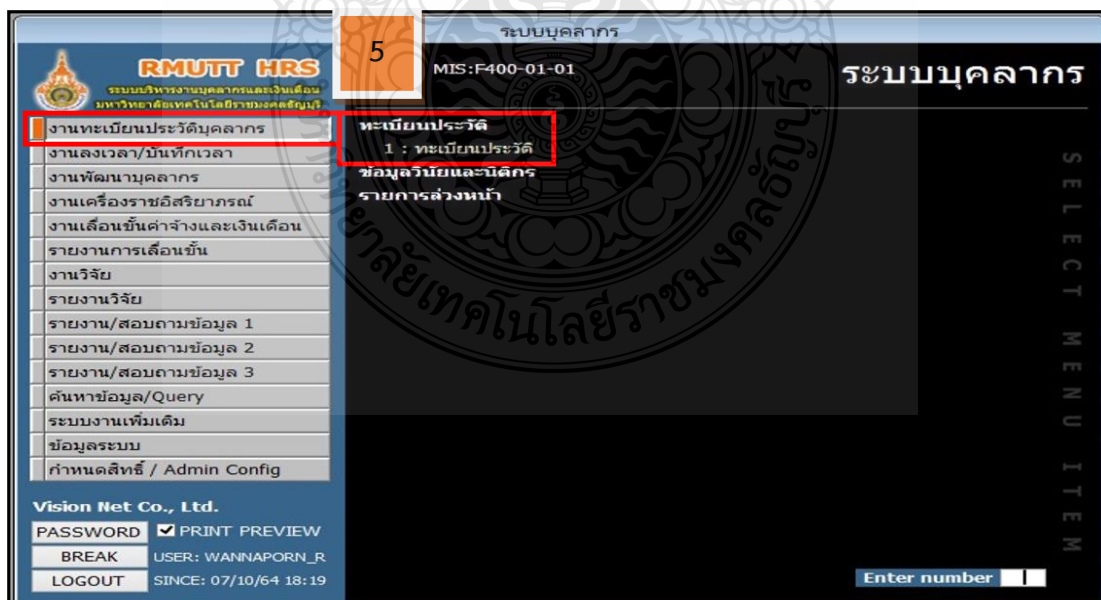 ระบบบุคลากร
5
RMUTT HRS
ระบบบริหารงานบุคลากรและเงินเดือน
มหาวิทยาลัยเทคโนโลยีราชมงคลธัญบุรี
MIS:F400-01-01
ระบบบุคลากร
งานทะเบียนประวัติบุคลากร
งานลงเวลา/บันทึกเวลา
งานพัฒนาบุคลากร
งานเครื่องราชอิสริยาภรณ์
งานเลื่อนขั้นค่าจ้างและเงินเดือน
รายงานการเลื่อนขั้น
งานวิจัย
รายงานวิจัย
รายงาน/สอบถามข้อมูล 1
รายงาน/สอบถามข้อมูล 2
รายงาน/สอบถามข้อมูล 3
ค้นหาข้อมูล/Query
ระบบงานเพิ่มเติม
ข้อมูลระบบ
กำหนดสิทธิ์ / Admin Config
ทะเบียนประวัติ
1 : ทะเบียนประวัติ
ข้อมูลวินัยและนิติกร
รายการล่วงหน้า
SELECT MENU ITEM
Vision Net Co., Ltd.
PASSWORD PRINT PREVIEW
BREAK USER: WANNAPORN_R
LOGOUT SINCE: 07/10/64 18:19
Enter number